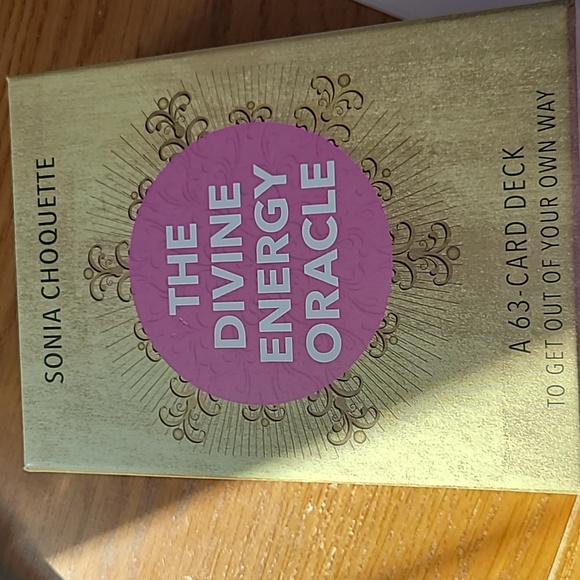 SONIA CHOQUETTE
THE
DIVINE
ENERGY
ORACLE
A 63-CARD DECK
TO GET OUT OF YOUR OWN WAY